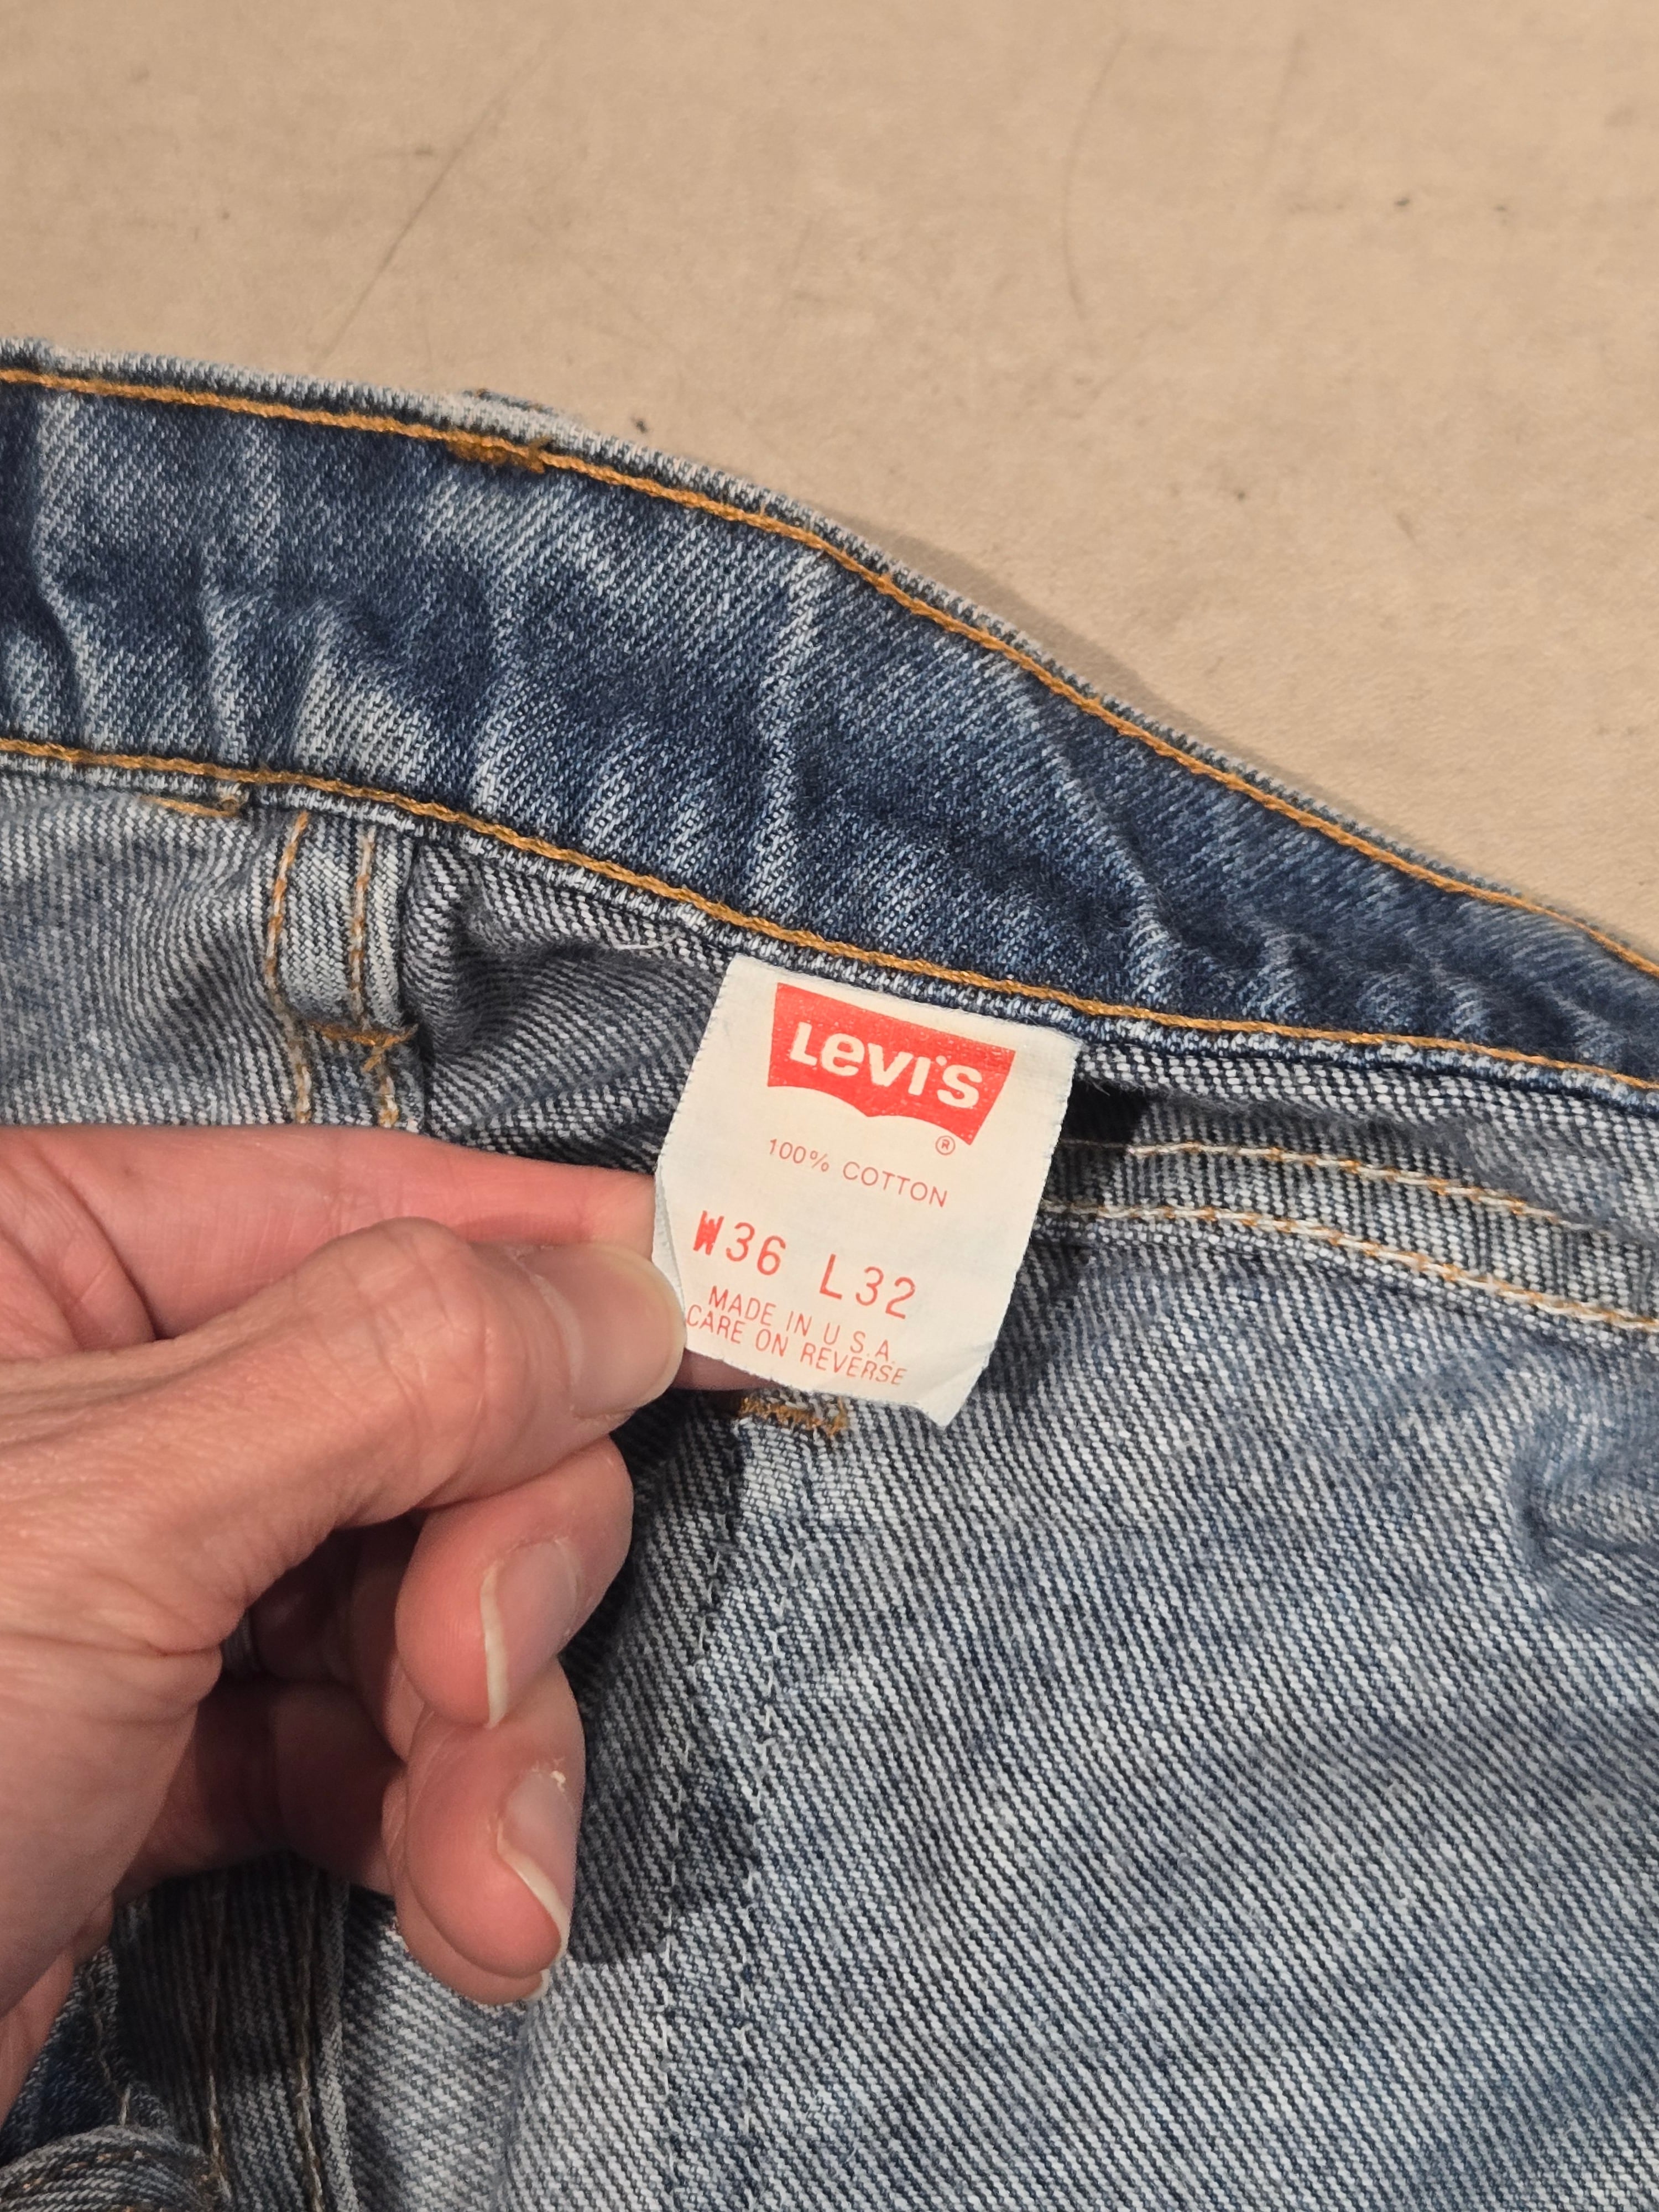 Levi's
®
100% COTTON
W36 L32
MADE IN U.S.A.
CARE ON REVERSE